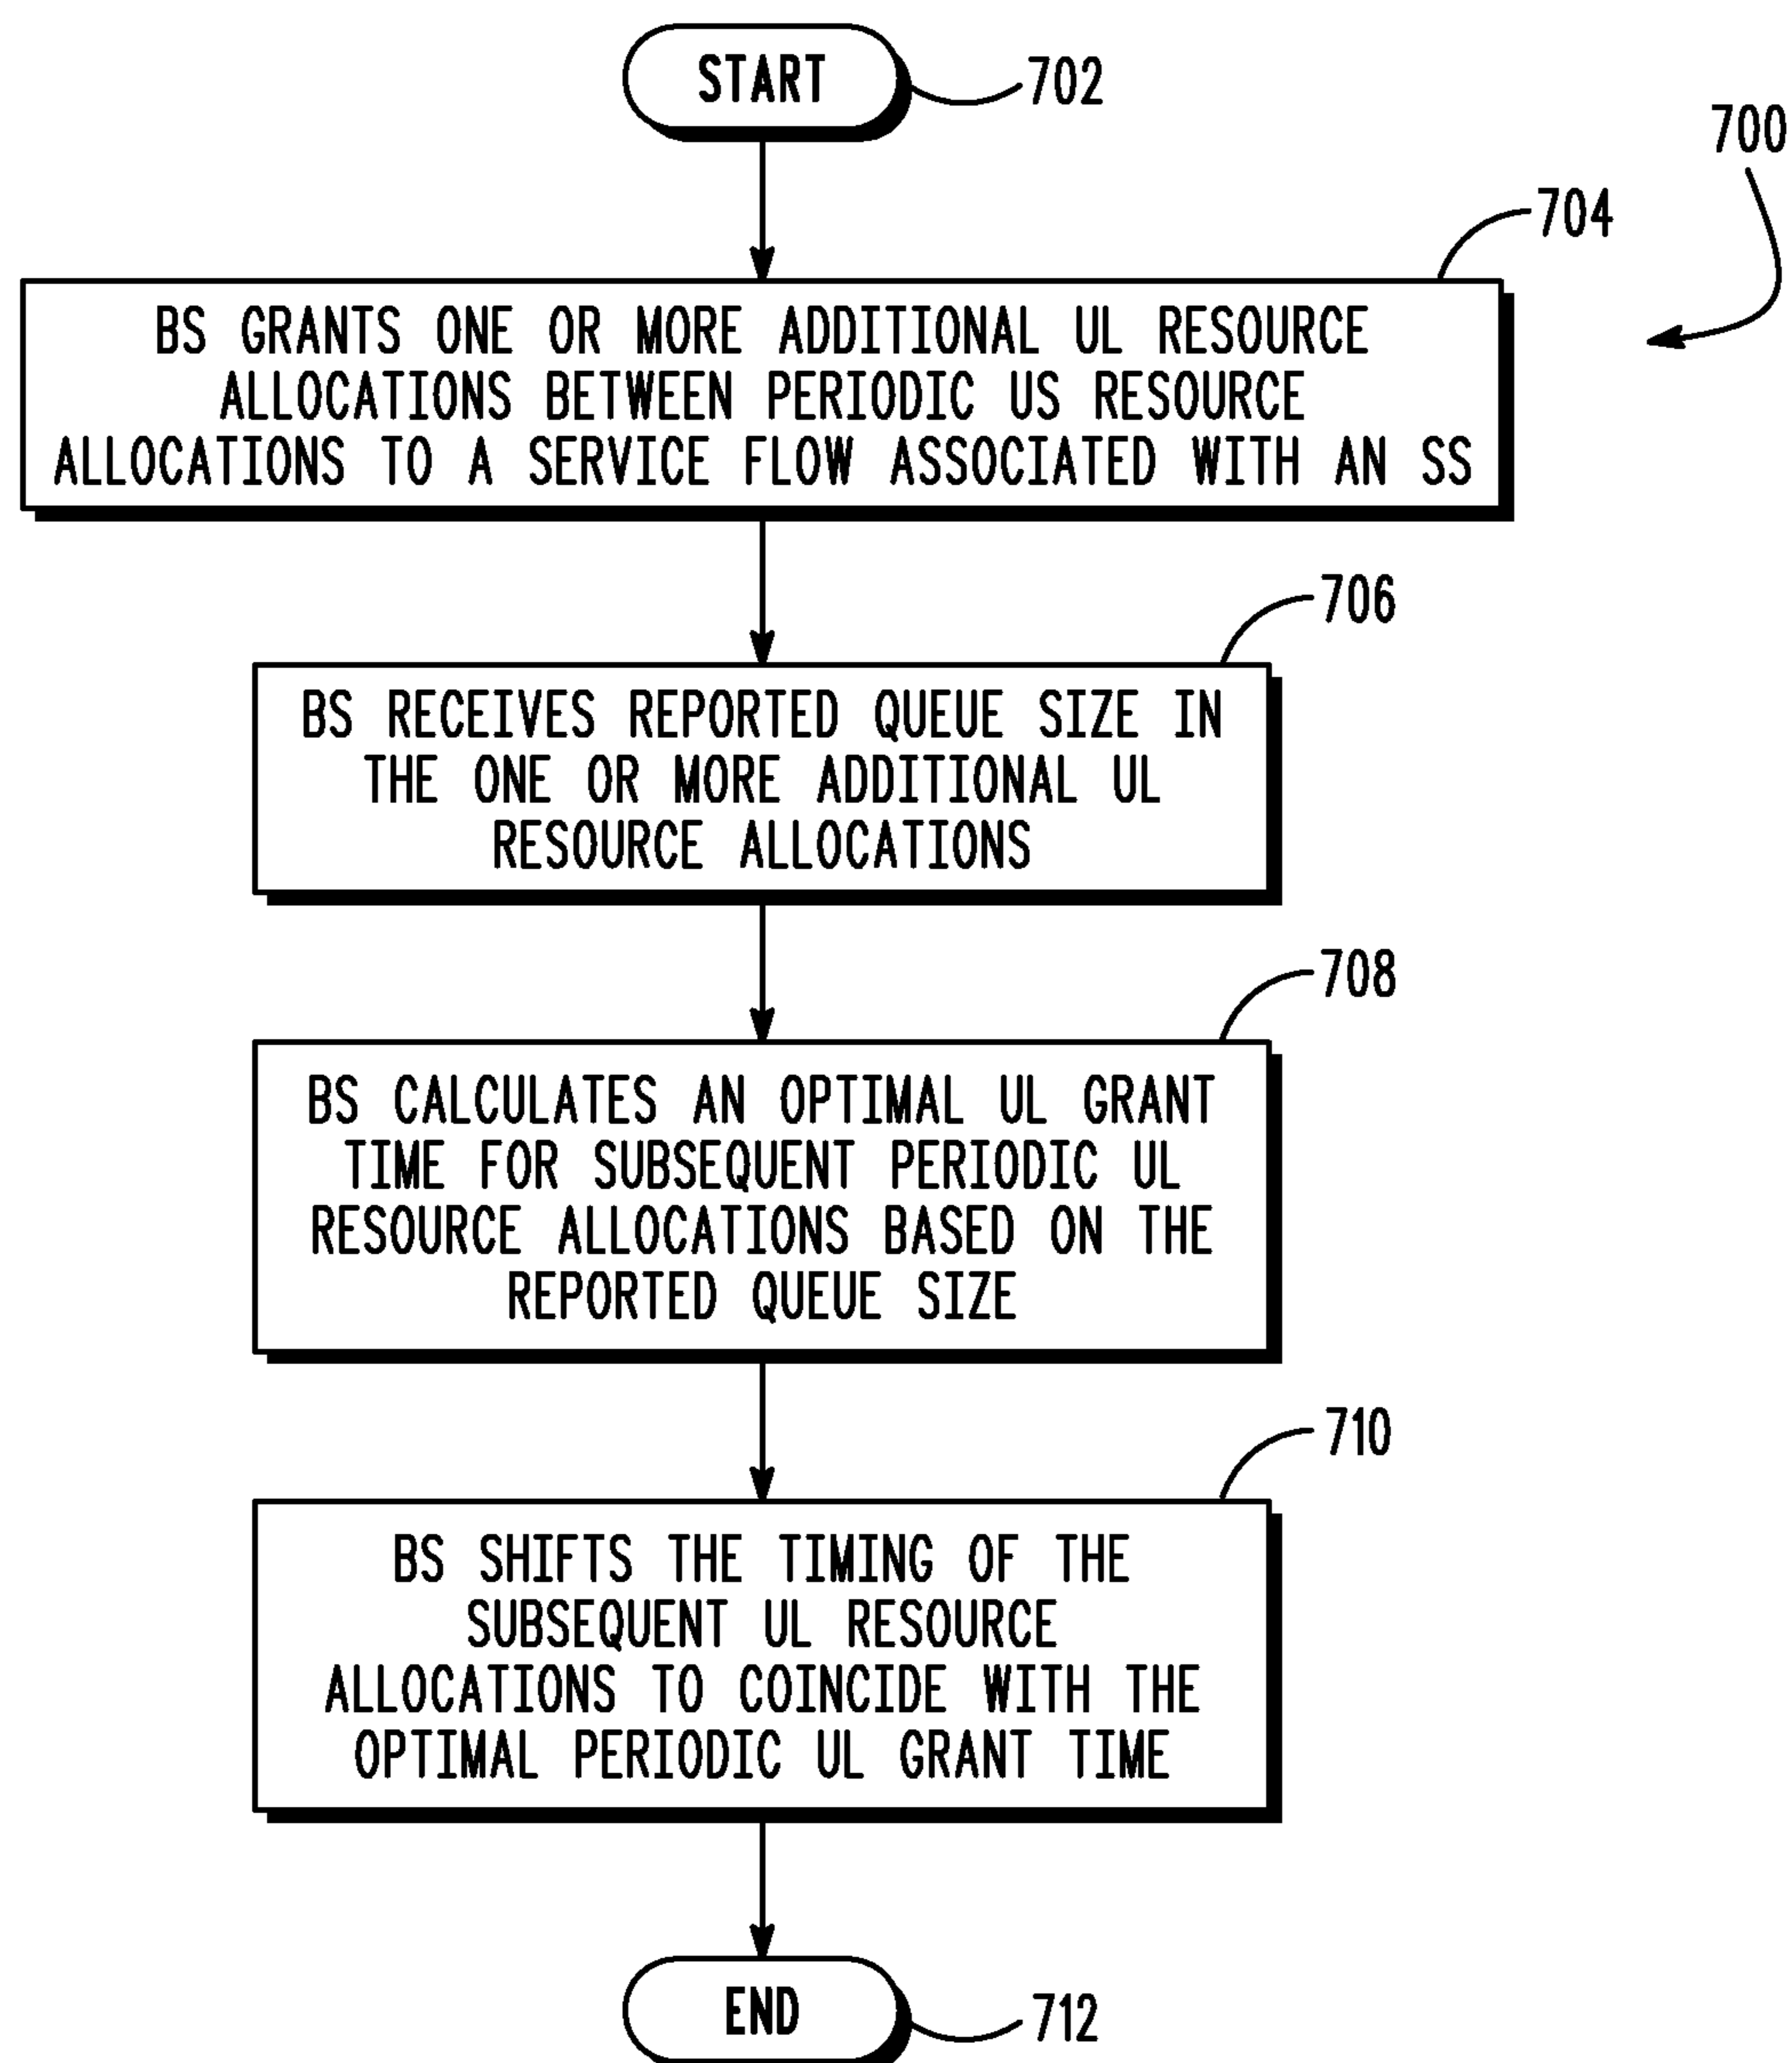 START
702
700
704
BS GRANTS ONE OR MORE ADDITIONAL UL RESOURCE
ALLOCATIONS BETWEEN PERIODIC US RESOURCE
ALLOCATIONS TO A SERVICE FLOW ASSOCIATED WITH AN SS
706
BS RECEIVES REPORTED QUEUE SIZE IN
THE ONE OR MORE ADDITIONAL UL
RESOURCE ALLOCATIONS
708
BS CALCULATES AN OPTIMAL UL GRANT
TIME FOR SUBSEQUENT PERIODIC UL
RESOURCE ALLOCATIONS BASED ON THE
REPORTED QUEUE SIZE
710
BS SHIFTS THE TIMING OF THE
SUBSEQUENT UL RESOURCE
ALLOCATIONS TO COINCIDE WITH THE
OPTIMAL PERIODIC UL GRANT TIME
END
712